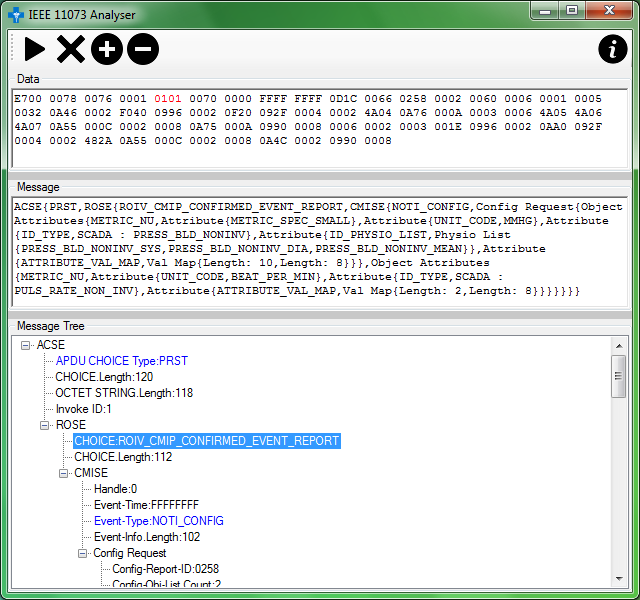 IEEE 11073 Analyser
Data
E700 0078 0076 0001 0101 0070 0000 FFFF FFFF 0D1C 0066 0258 0002 0060 0006 0001 0005
0032 0A46 0002 F040 0996 0002 0F20 092F 0004 0002 4A04 0A76 000A 0003 0006 4A05 4A06
4A07 0A55 000C 0002 0008 0A75 000A 0990 0008 0006 0002 0003 001E 0996 0002 0AA0 092F
0004 0002 482A 0A55 000C 0002 0008 0A4C 0002 0990 0008
Message
ACSE{PRST,ROSE{ROIV_CMIP_CONFIRMED_EVENT_REPORT,CMISE{NOTI_CONFIG,Config Request{Object
Attributes{METRIC_NU,Attribute{METRIC_SPEC_SMALL},Attribute{UNIT_CODE,MMHG},Attribute
{ID_TYPE,SCADA : PRESS_BLD_NONINV},Attribute{ID_PHYSIO_LIST,Physio List
{PRESS_BLD_NONINV_SYS,PRESS_BLD_NONINV_DIA,PRESS_BLD_NONINV_MEAN}},Attribute
{ATTRIBUTE_VAL_MAP,Val Map{Length: 10,Length: 8}}},Object Attributes
{METRIC_NU,Attribute{UNIT_CODE,BEAT_PER_MIN},Attribute{ID_TYPE,SCADA :
PULS_RATE_NON_INV},Attribute{ATTRIBUTE_VAL_MAP,Val Map{Length: 2,Length: 8}}}}}}}
Message Tree
ACSE
APDU CHOICE Type:PRST
CHOICE.Length:120
OCTET STRING.Length:118
Invoke ID:1
ROSE
CHOICE:ROIV_CMIP_CONFIRMED_EVENT_REPORT
CHOICE.Length:112
CMISE
Handle:0
Event-Time:FFFFFFFF
Event-Type:NOTI_CONFIG
Event-Info.Length:102
Config Request
Config-Report-ID:0258
Config-Obj-List Count:2